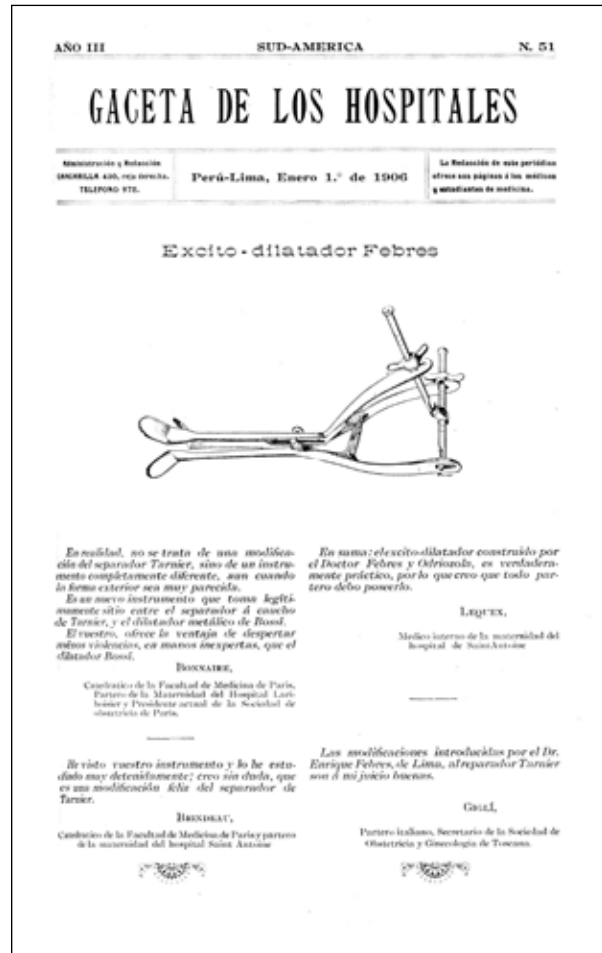 AÑO III SUD-AMERICA N. 51
GACETA DE LOS HOSPITALES
Administración y Redacción
430, reja derecha.
TELEFONO 972.
Perú-Lima, Enero 1.° de 1906
La Redacción de este periódico
ofrece sus páginas á los médicos
y estudiantes de medicina.
Excito-dilatador Febres
En realidad, no se trata de una modifica-
ción del separador Tarnier, sino de un instru-
mento completamente diferente, aun cuando
la forma exterior sea muy parecida.
Es un nuevo instrumento que toma legíti-
mamente sitio entre el separador á caucho
de Tarnier, y el dilatador metálico de Bossi.
El vuestro, ofrece la ventaja de despertar
menos violencias, en manos inexpertas, que el
dilatador Bossi.
BONNAIRE,
Catedrático de la Facultad de Medicina de París,
Partero de la Maternidad del Hospital Lari-
boisier y Presidente actual de la Sociedad de
obstetricia de París.
He visto vuestro instrumento y lo he estu-
diado muy detenidamente; creo sin duda, que
es una modificación feliz del separador de
Tarnier.
BRINDEAU,
Catedrático de la Facultad de Medicina de Paris y partero
de la maternidad del hospital Saint Antoine
En suma: el excito-dilatador construido por
el Doctor Febres y Odriozola, es verdadera-
mente práctico, por lo que creo que todo par-
tero debe poseerlo.
LEQUEX,
Medico interno de la maternidad del
hospital de Saint Antoine
Las modificaciones introducidas por el Dr.
Enrique Febres, de Lima, al reparador Tarnier
son á mi juicio buenas.
GIGLÍ,
Partero italiano, Secretario de la Sociedad de
Obstetricia y Ginecología de Toscana.